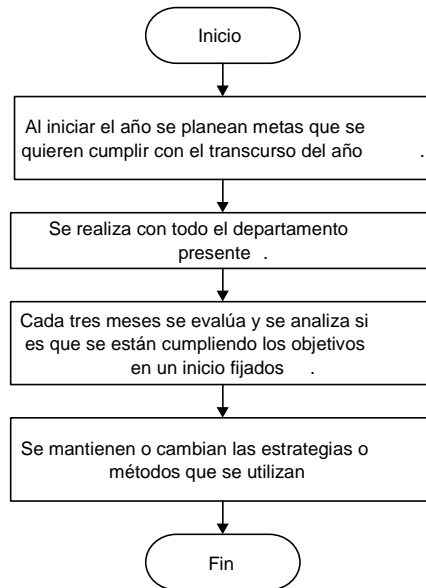 Inicio
Al iniciar el año se planean metas que se
quieren cumplir con el transcurso del año .
Se realiza con todo el departamento
presente .
Cada tres meses se evalúa y se analiza si
es que se están cumpliendo los objetivos
en un inicio fijados .
Se mantienen o cambian las estrategias o
métodos que se utilizan
Fin